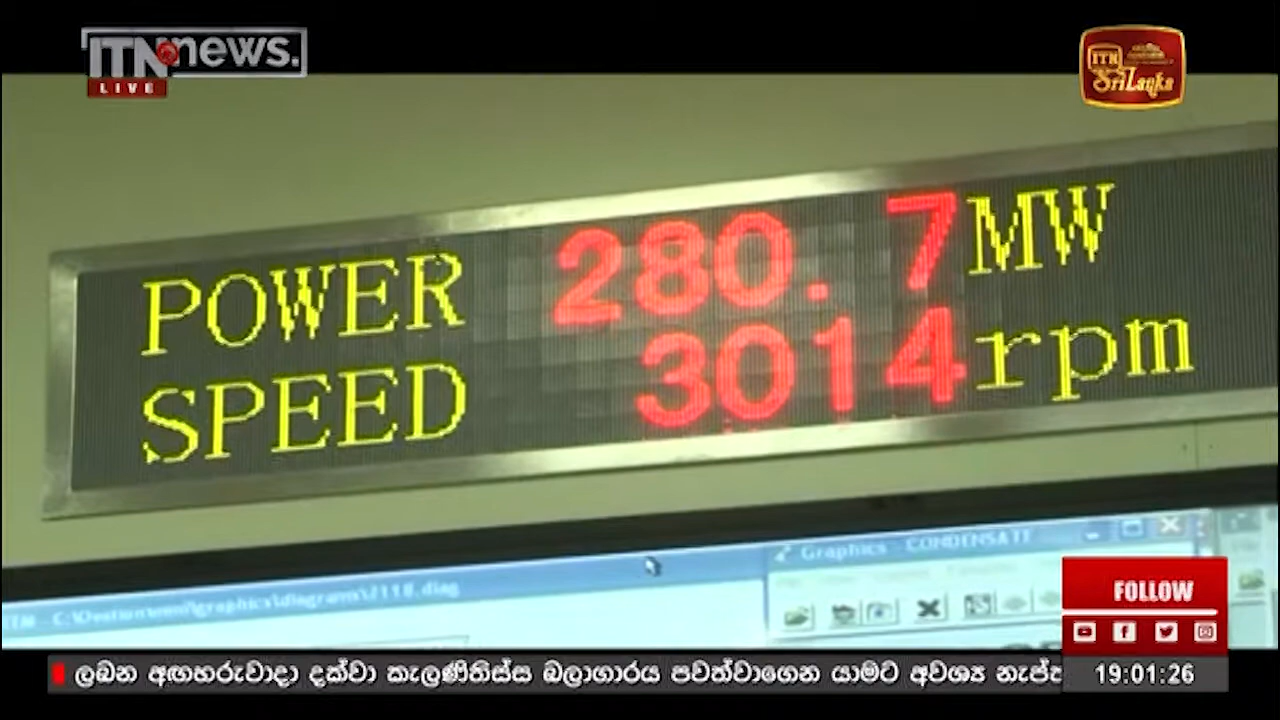 ITN news.
LIVE
ITN
Sri Lanka
POWER 280.7 MW
SPEED 3014 rpm
Graphics CONDENSATE
FOLLOW
ලබන අඟහරුවාදා දක්වා කැලණිතිස්ස බලාගාරය පවත්වාගෙන යාමට අවශ්‍ය නැප්
19:01:26